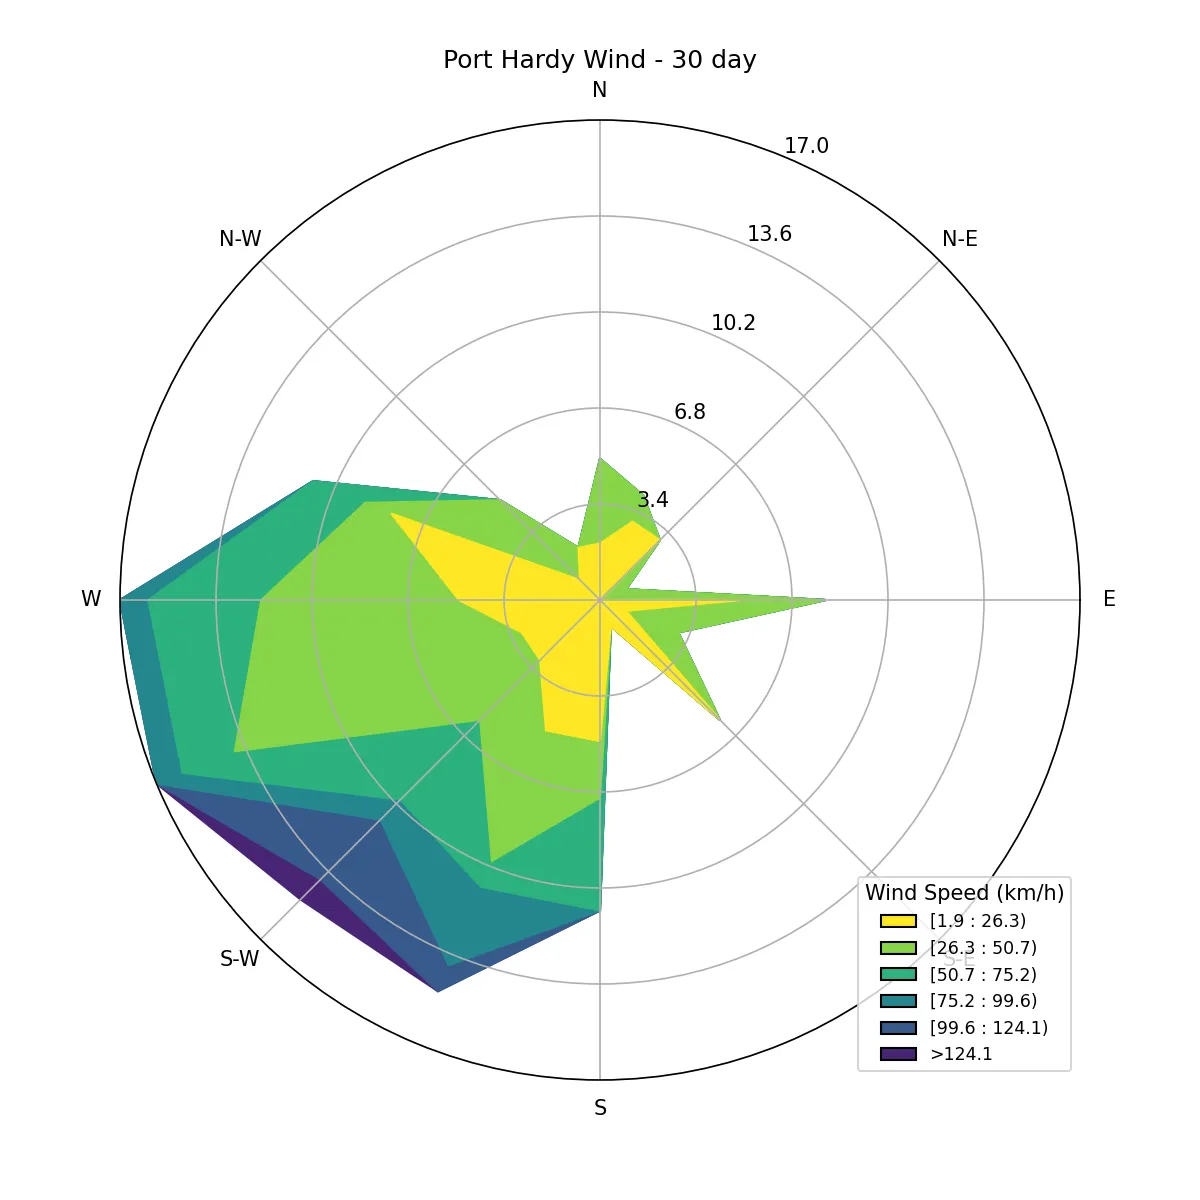 Port Hardy Wind - 30 day
N
17.0
N-W
13.6
N-E
10.2
6.8
3.4
W
E
S-W
S-E
S
Wind Speed (km/h)
[1.9 : 26.3)
[26.3 : 50.7)
[50.7 : 75.2)
[75.2 : 99.6)
[99.6 : 124.1)
>124.1